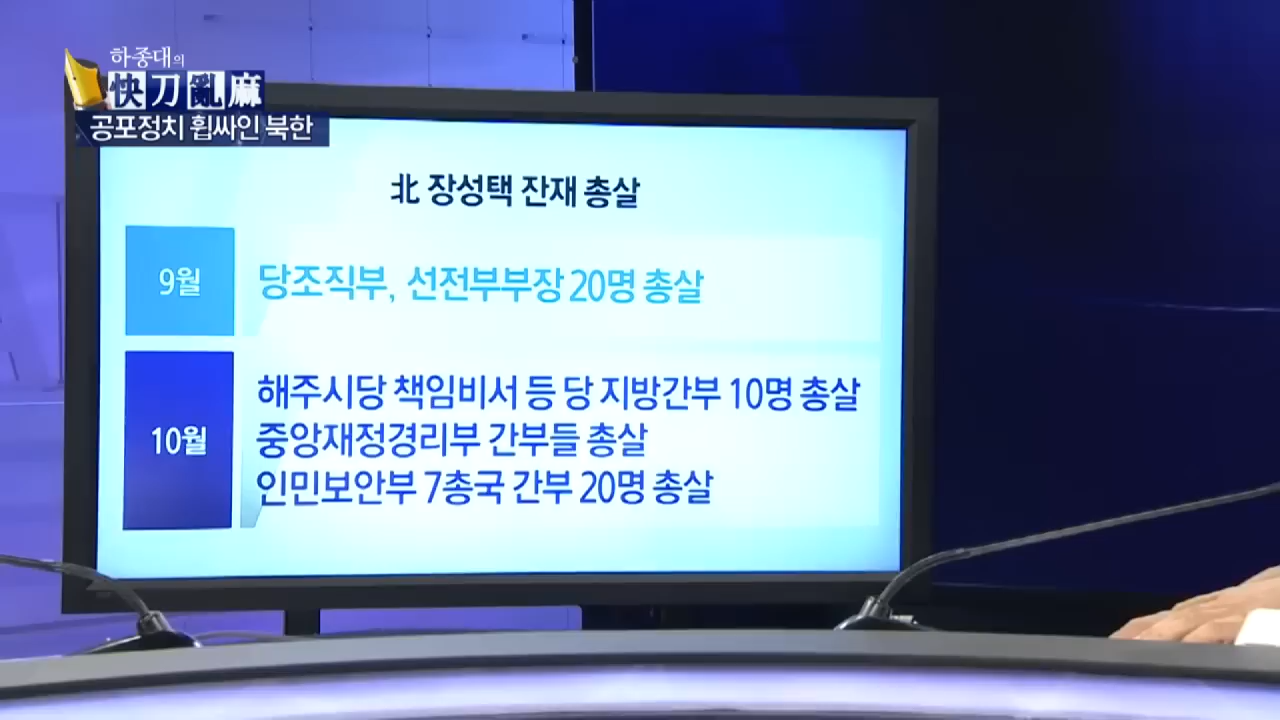 하종대의
快刀亂麻
공포정치 휩싸인 북한
北 장성택 잔재 총살
9월
당조직부, 선전부부장 20명 총살
10월
해주시당 책임비서 등 당 지방간부 10명 총살
중앙재정경리부 간부들 총살
인민보안부 7총국 간부 20명 총살